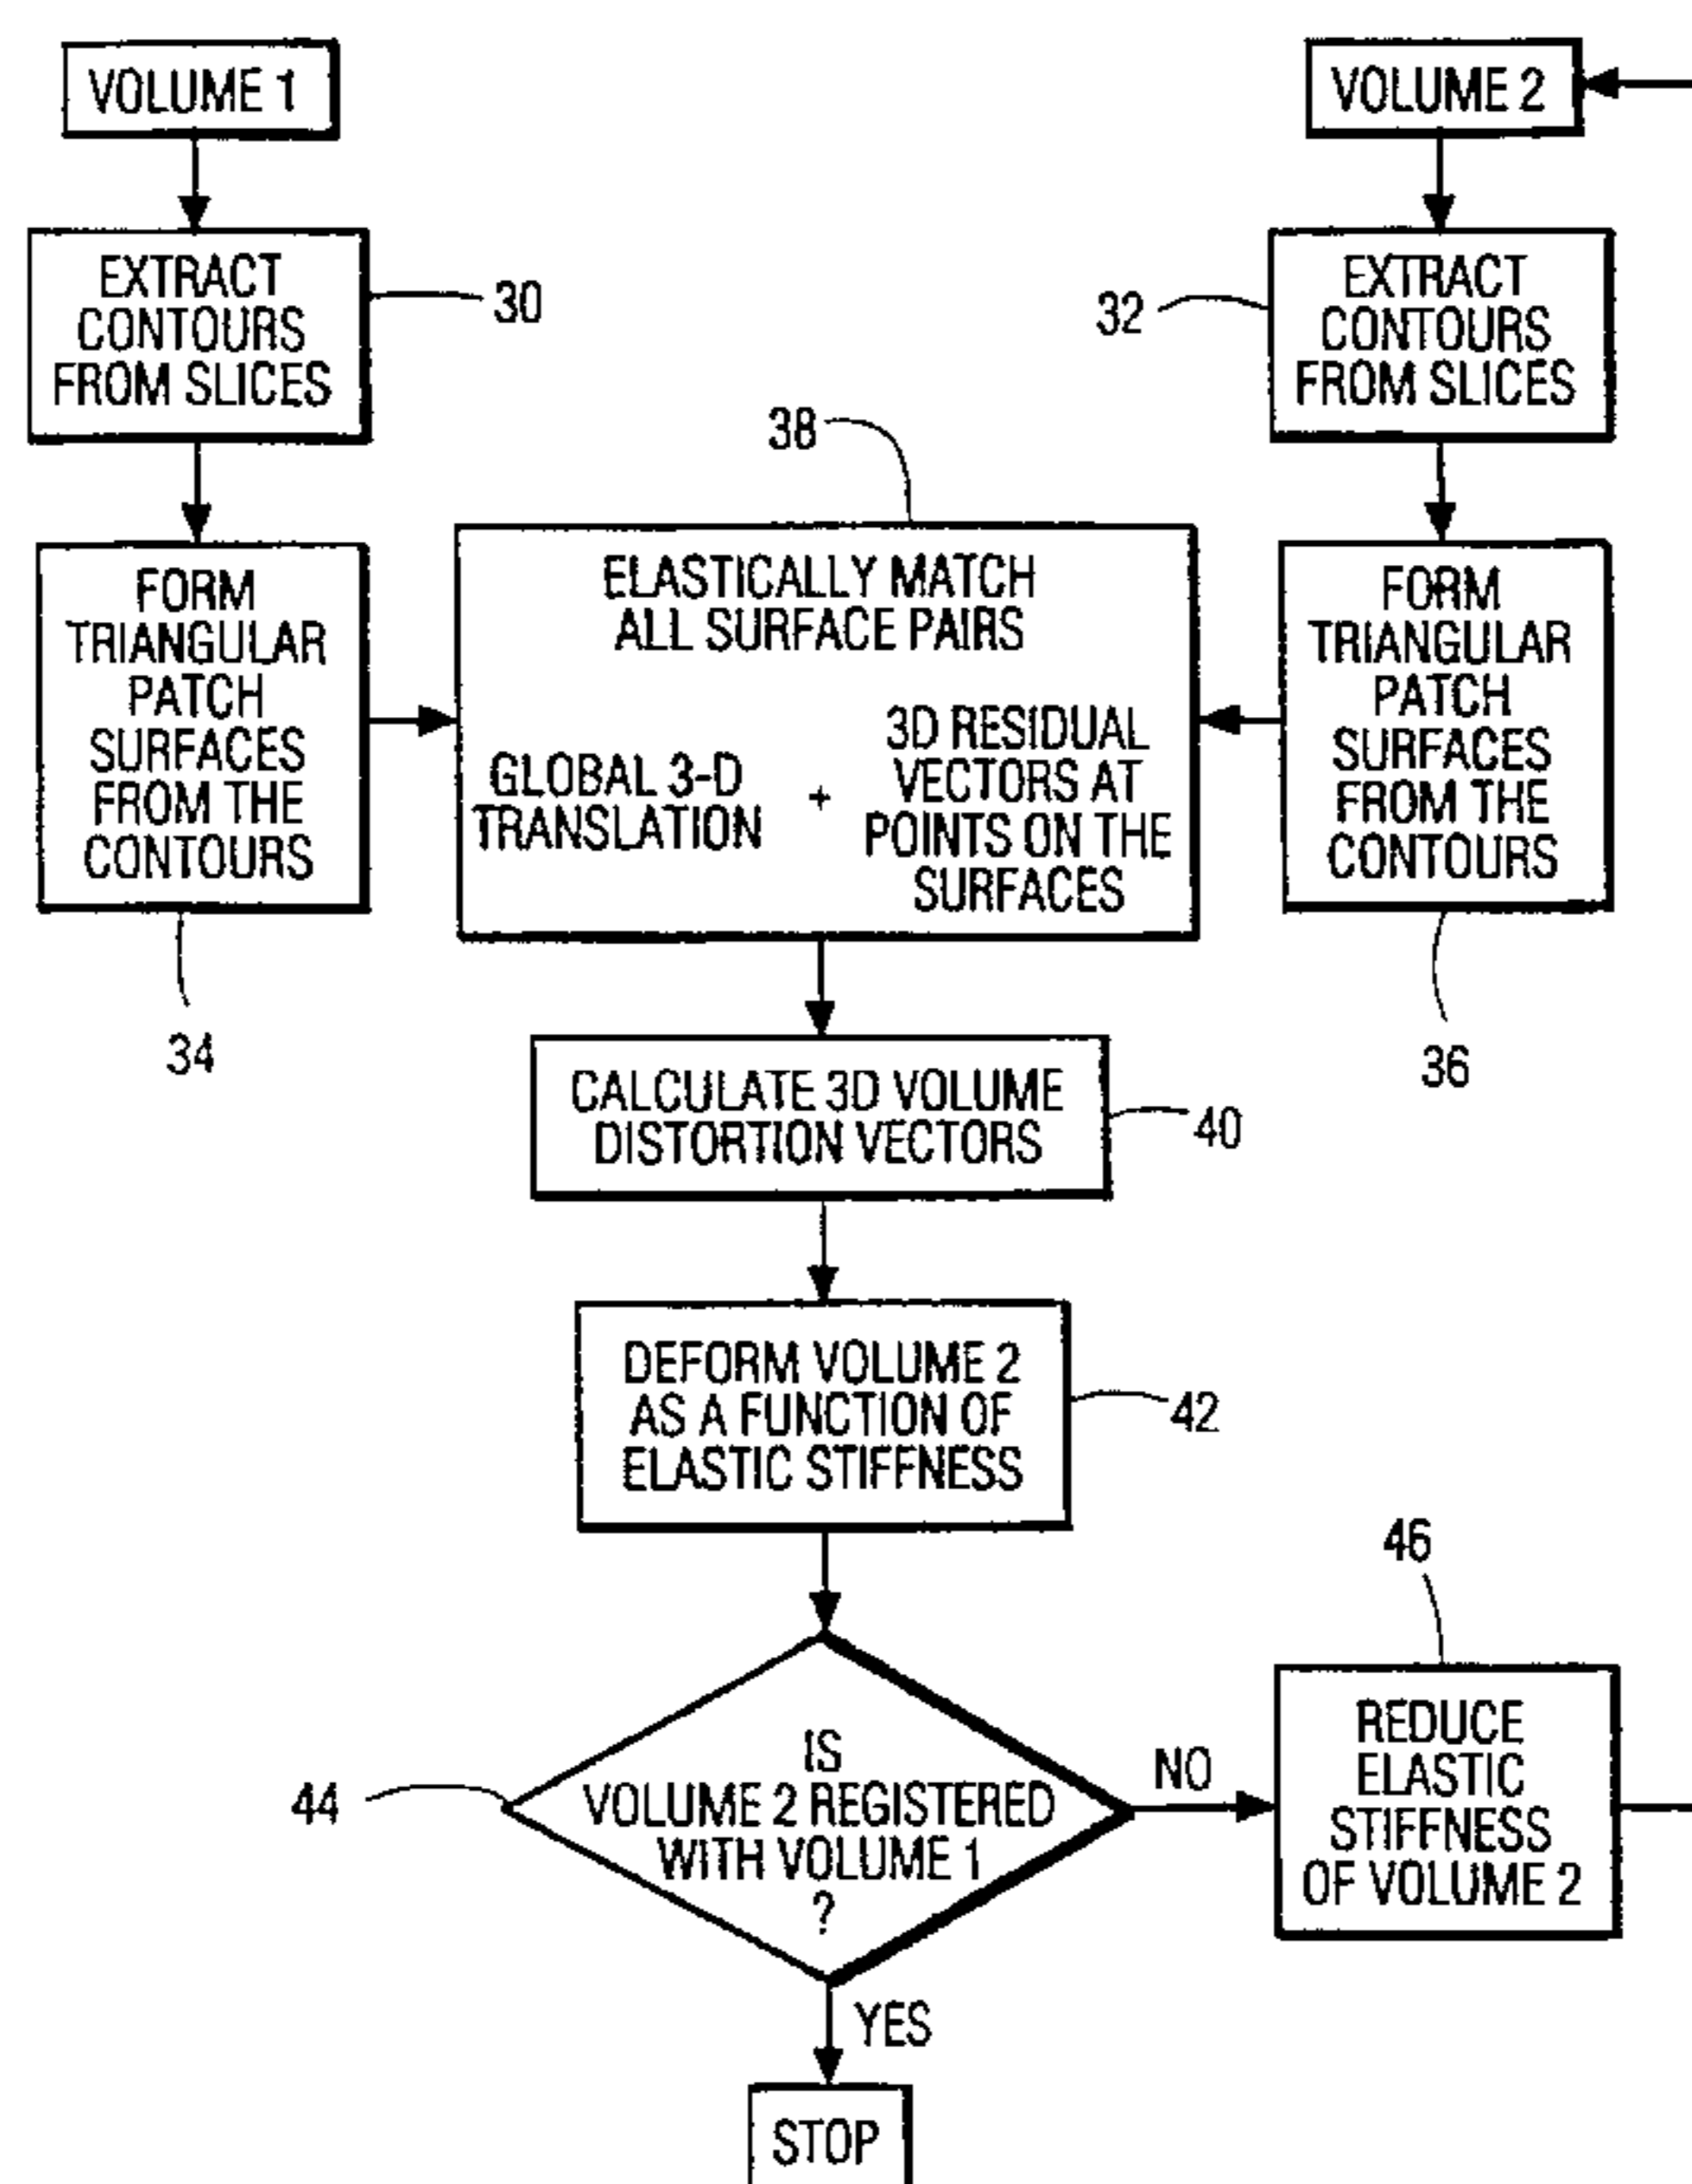 VOLUME 1
VOLUME 2
EXTRACT
CONTOURS
FROM SLICES
30
32
EXTRACT
CONTOURS
FROM SLICES
38
FORM
TRIANGULAR
PATCH
SURFACES
FROM THE
CONTOURS
34
ELASTICALLY MATCH
ALL SURFACE PAIRS
GLOBAL 3-D
TRANSLATION
+
3D RESIDUAL
VECTORS AT
POINTS ON THE
SURFACES
FORM
TRIANGULAR
PATCH
SURFACES
FROM THE
CONTOURS
36
CALCULATE 3D VOLUME
DISTORTION VECTORS
40
DEFORM VOLUME 2
AS A FUNCTION OF
ELASTIC STIFFNESS
42
44
IS
VOLUME 2 REGISTERED
WITH VOLUME 1
?
NO
46
REDUCE
ELASTIC
STIFFNESS
OF VOLUME 2
YES
STOP